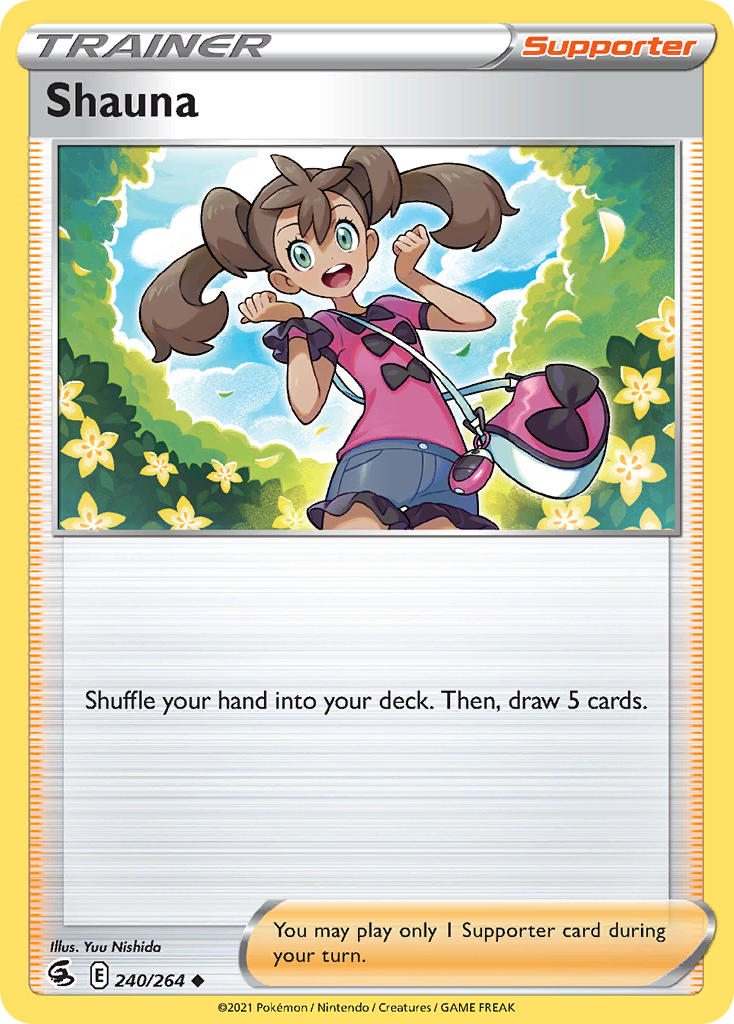 TRAINER
Supporter
Shauna
Shuffle your hand into your deck. Then, draw 5 cards.
Illus. Yuu Nishida
You may play only 1 Supporter card during
your turn.
E 240/264
©2021 Pokémon / Nintendo / Creatures / GAME FREAK